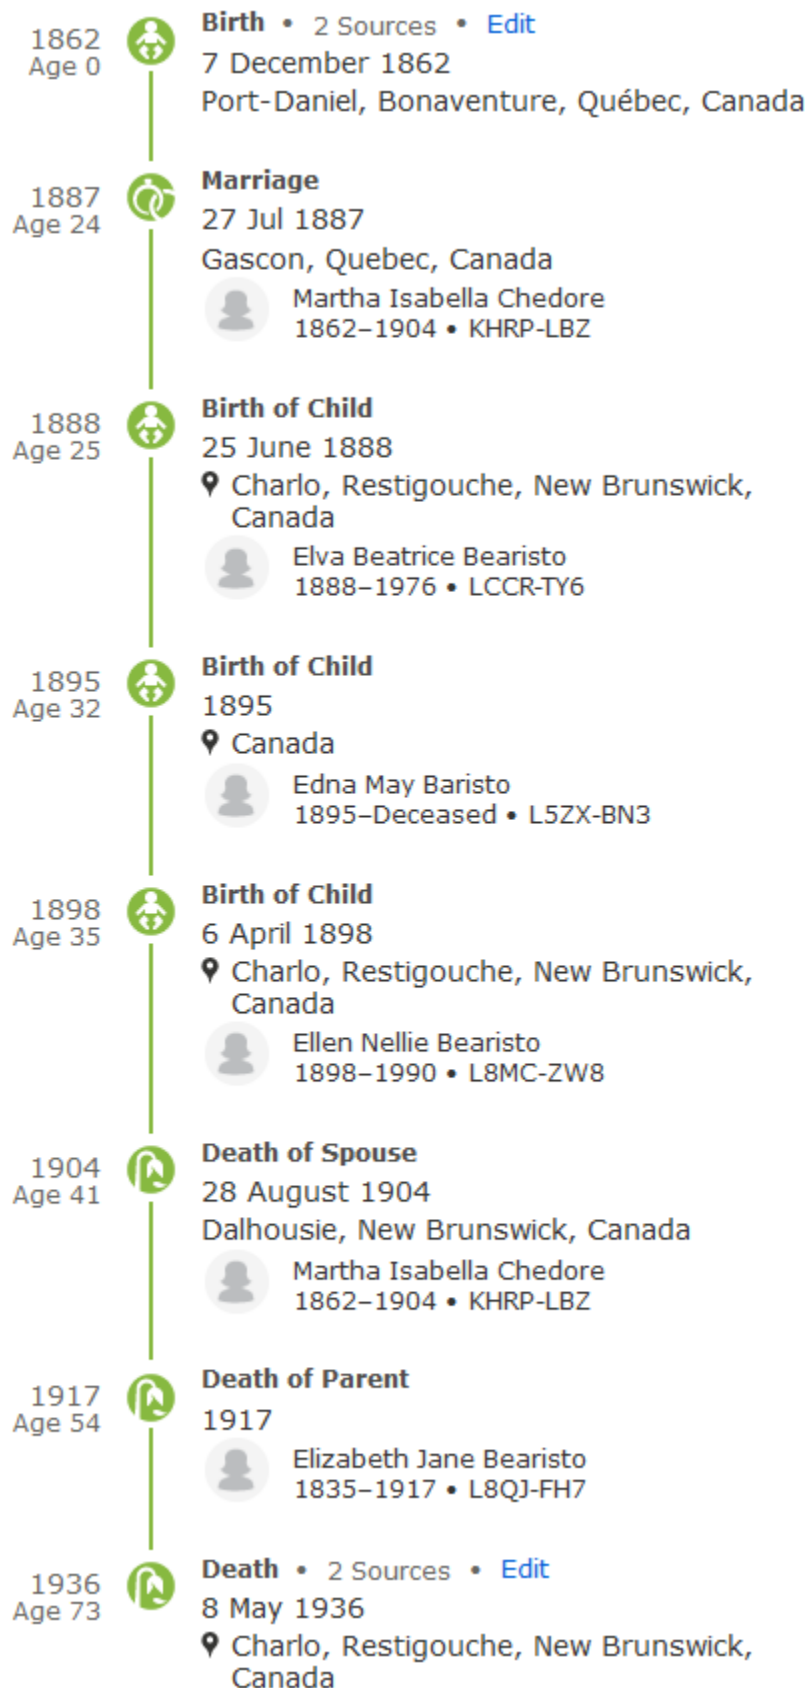 1862
Age 0
Birth • 2 Sources • Edit
7 December 1862
Port-Daniel, Bonaventure, Québec, Canada
1887
Age 24
Marriage
27 Jul 1887
Gascon, Quebec, Canada
Martha Isabella Chedore
1862–1904 • KHRP-LBZ
1888
Age 25
Birth of Child
25 June 1888
Charlo, Restigouche, New Brunswick,
Canada
Elva Beatrice Bearisto
1888–1976 • LCCR-TY6
1895
Age 32
Birth of Child
1895
Canada
Edna May Baristo
1895–Deceased • L5ZX-BN3
1898
Age 35
Birth of Child
6 April 1898
Charlo, Restigouche, New Brunswick,
Canada
Ellen Nellie Bearisto
1898–1990 • L8MC-ZW8
1904
Age 41
Death of Spouse
28 August 1904
Dalhousie, New Brunswick, Canada
Martha Isabella Chedore
1862–1904 • KHRP-LBZ
1917
Age 54
Death of Parent
1917
Elizabeth Jane Bearisto
1835–1917 • L8QJ-FH7
1936
Age 73
Death • 2 Sources • Edit
8 May 1936
Charlo, Restigouche, New Brunswick,
Canada